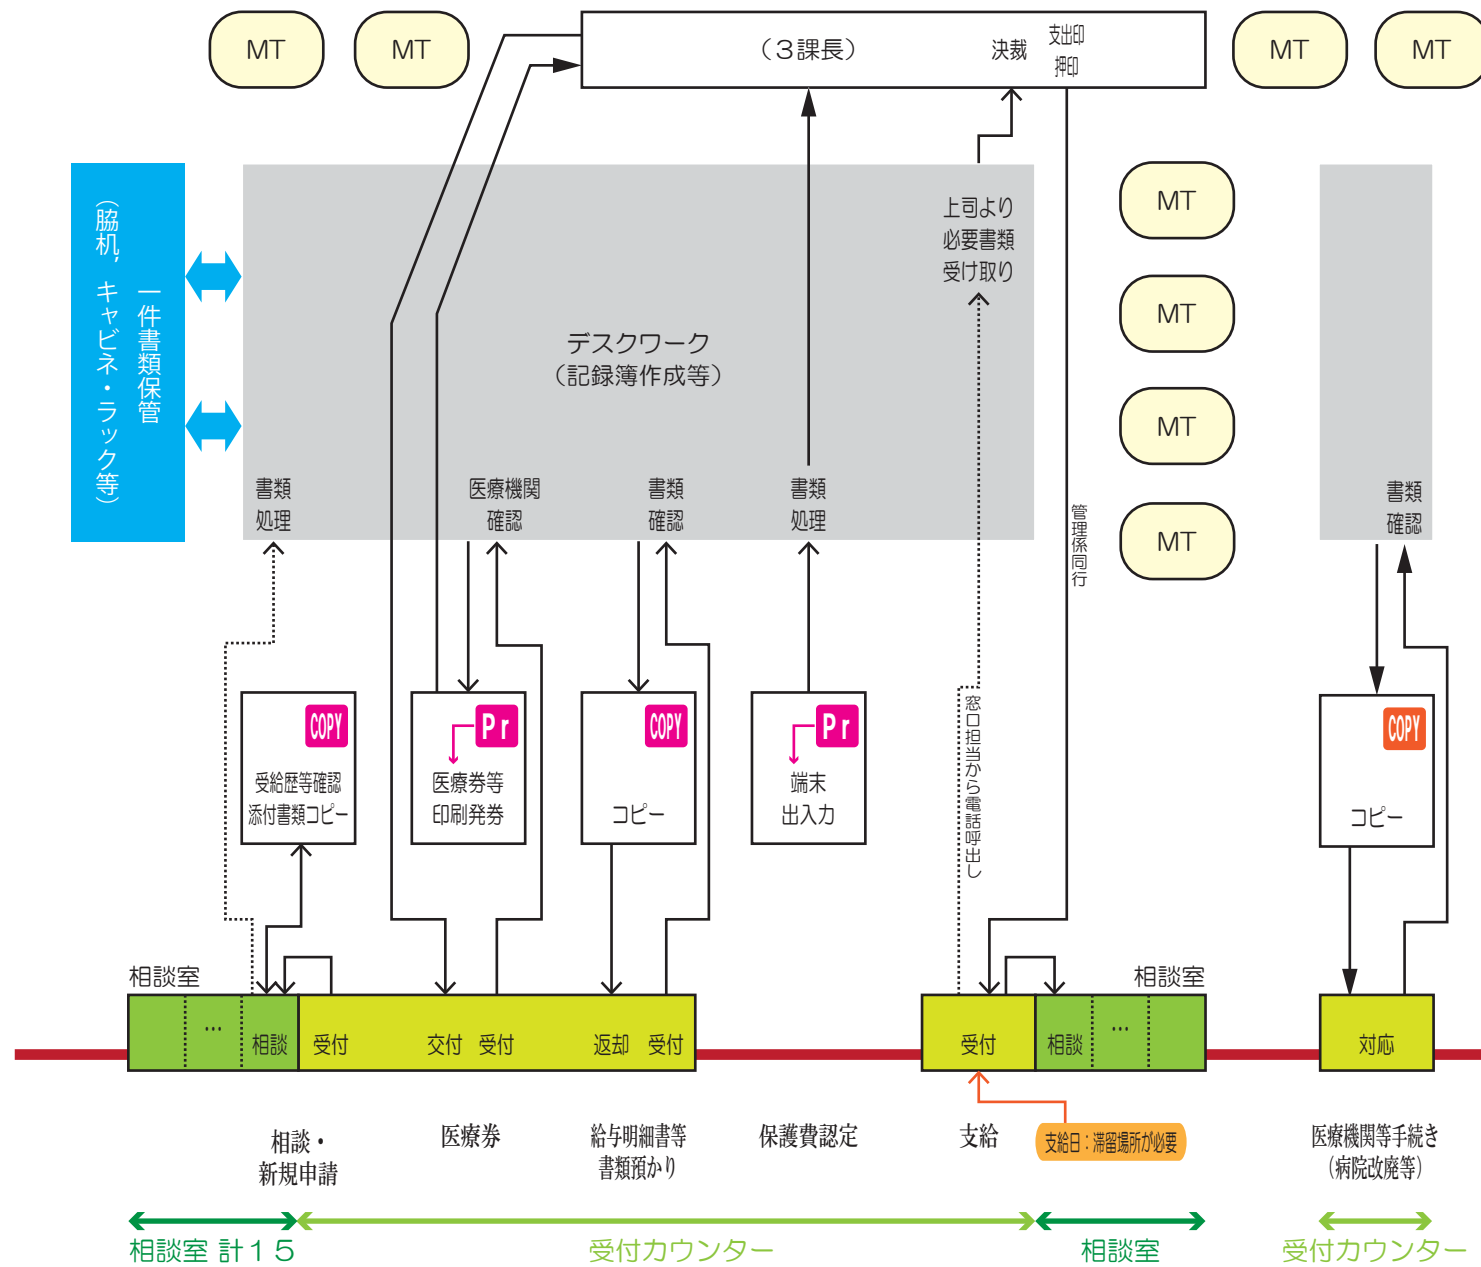 MT
MT
（３課長）
決裁
支出印
押印
MT
MT
一件書類保管
（脇机，キャビネ・ラック等）
上司より
必要書類
受け取り
MT
MT
MT
MT
デスクワーク
（記録簿作成等）
書類
処理
医療機関
確認
書類
確認
書類
処理
管理係同行
書類
確認
COPY
受給歴等確認
添付書類コピー
Pr
医療券等
印刷発券
COPY
コピー
Pr
端末
出入力
窓口担当から電話呼出し
COPY
コピー
相談室
…
相談
受付
交付
受付
返却
受付
受付
相談室
相談
…
対応
相談・
新規申請
医療券
給与明細書等
書類預かり
保護費認定
支給
支給日：滞留場所が必要
医療機関等手続き
（病院改廃等）
相談室 計１５
受付カウンター
相談室
受付カウンター